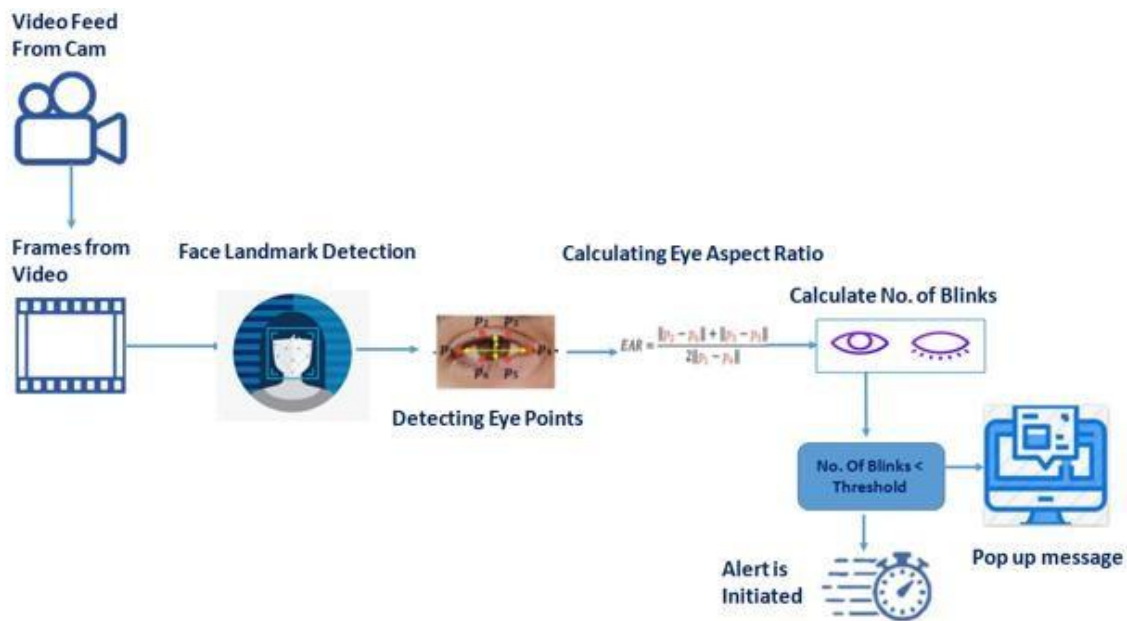 Video Feed
From Cam
Frames from
Video
Face Landmark Detection
Calculating Eye Aspect Ratio
Calculate No. of Blinks
Detecting Eye Points
EAR =
No. Of Blinks <
Threshold
Pop up message
Alert is
Initiated